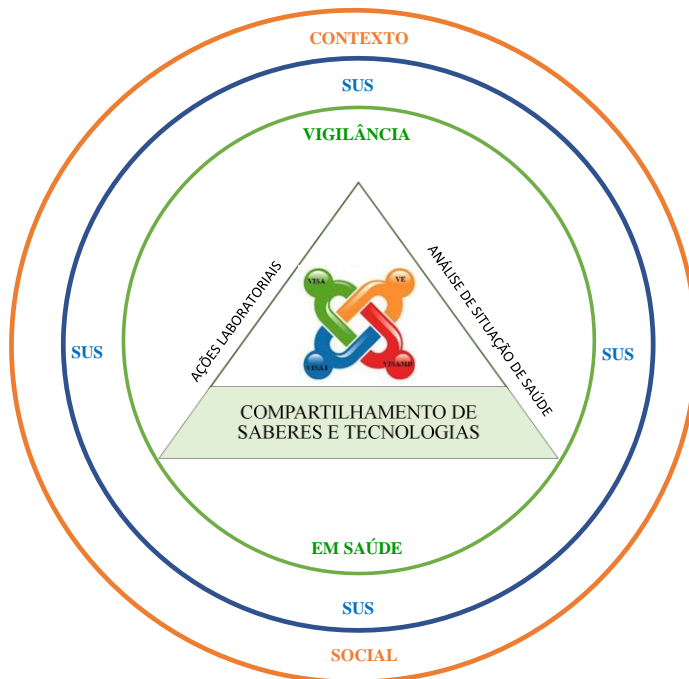 CONTEXTO
SUS
VIGILÂNCIA
AÇÕES LABORATORIAIS
ANÁLISE DE SITUAÇÃO DE SAÚDE
VISA
VE
SUS
SUS
VISAT
VISAMB
COMPARTILHAMENTO DE
SABERES E TECNOLOGIAS
EM SAÚDE
SUS
SOCIAL